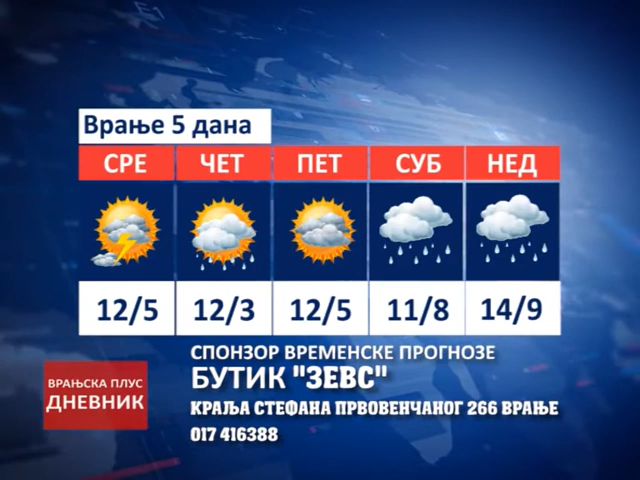 Врање 5 дана
СРЕ ЧЕТ ПЕТ СУБ НЕД
12/5 12/3 12/5 11/8 14/9
СПОНЗОР ВРЕМЕНСКЕ ПРОГНОЗЕ
БУТИК "ЗЕВС"
КРАЉА СТЕФАНА ПРВОВЕНЧАНОГ 266 ВРАЊЕ
017 416388
ВРАЊСКА ПЛУС
ДНЕВНИК